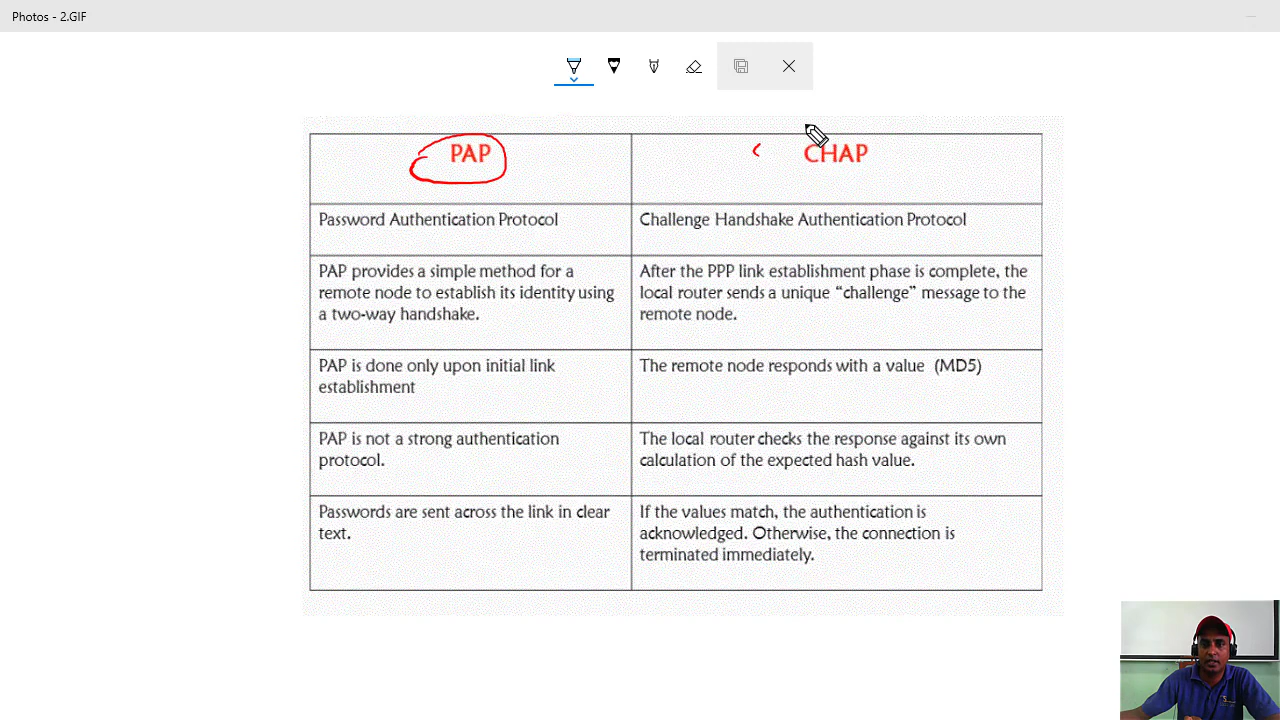 Photos - 2.GIF
PAP
CHAP
Password Authentication Protocol
Challenge Handshake Authentication Protocol
PAP provides a simple method for a
remote node to establish its identity using
a two-way handshake.
After the PPP link establishment phase is complete, the
local router sends a unique “challenge” message to the
remote node.
PAP is done only upon initial link
establishment
The remote node responds with a value (MD5)
PAP is not a strong authentication
protocol.
The local router checks the response against its own
calculation of the expected hash value.
Passwords are sent across the link in clear
text.
If the values match, the authentication is
acknowledged. Otherwise, the connection is
terminated immediately.